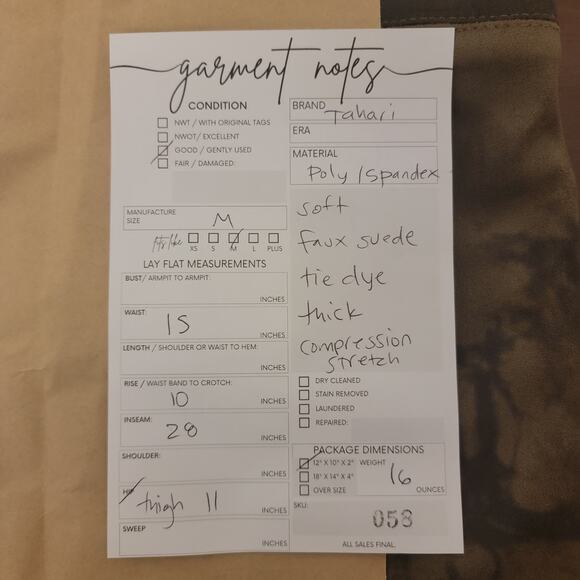 garment notes
CONDITION
NWT / WITH ORIGINAL TAGS
NWOT/ EXCELLENT
GOOD / GENTLY USED
FAIR / DAMAGED:
MANUFACTURE SIZE M
fits like
XS S M L PLUS
LAY FLAT MEASUREMENTS
BUST/ ARMPIT TO ARMPIT:
INCHES
WAIST:
15
INCHES
LENGTH / SHOULDER OR WAIST TO HEM:
INCHES
RISE / WAIST BAND TO CROTCH:
10
INCHES
INSEAM:
28
INCHES
SHOULDER:
INCHES
HIP
thigh 11
INCHES
SWEEP
INCHES
BRAND Tahari
ERA
MATERIAL
Poly / Spandex
soft
faux suede
tie dye
thick
compression
stretch
DRY CLEANED
STAIN REMOVED
LAUNDERED
REPAIRED:
PACKAGE DIMENSIONS
12" X 10" X 2" WEIGHT
18" X 14" X 4" 16
OVER SIZE OUNCES
SKU:
058
ALL SALES FINAL.